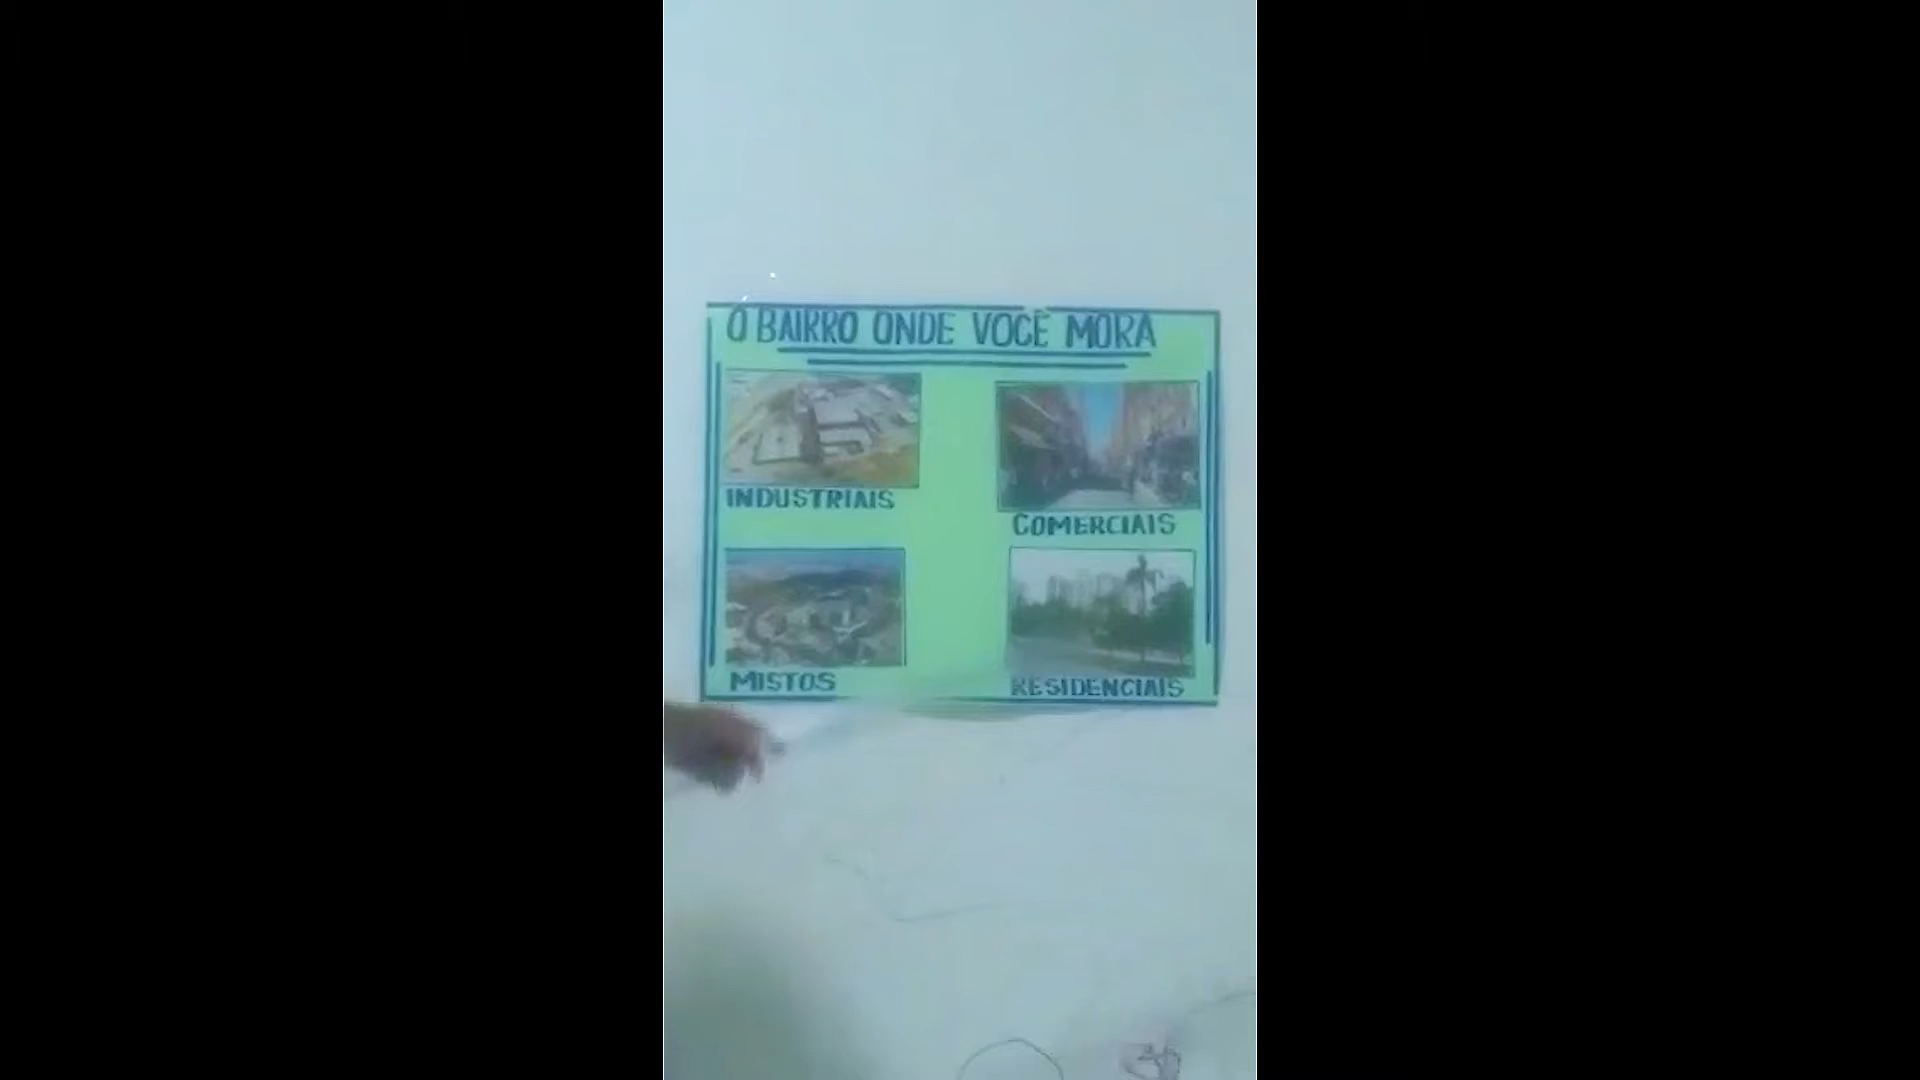 O BAIRRO ONDE VOCÊ MORA
INDUSTRIAIS
COMERCIAIS
MISTOS
RESIDENCIAIS